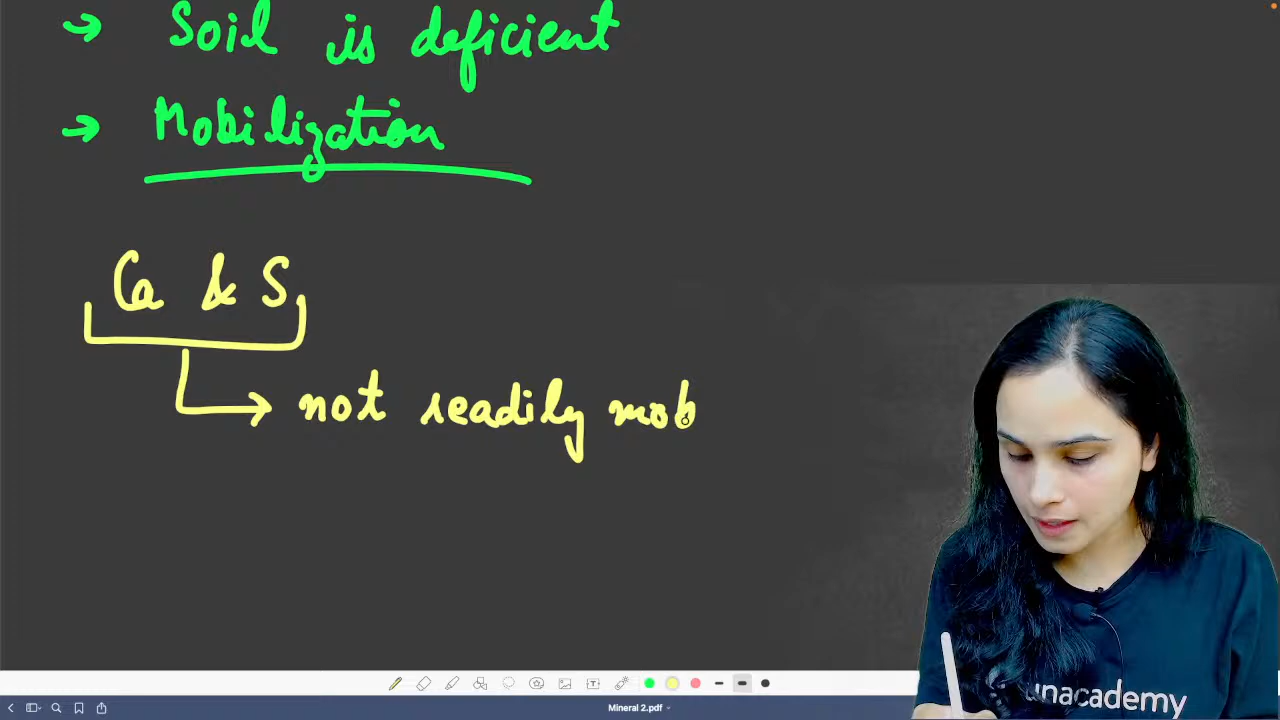 → Soil is deficient
→ Mobilization
Ca & S
→ not readily mob
unacademy
Mineral 2.pdf